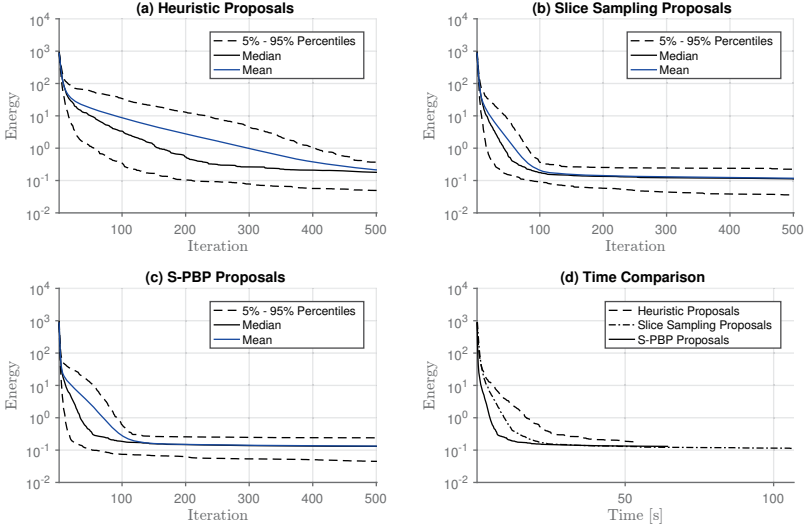 (a) Heuristic Proposals
10^4
10^3
10^2
10^1
10^0
10^-1
10^-2
Energy
5% - 95% Percentiles
Median
Mean
100 200 300 400 500
Iteration
(b) Slice Sampling Proposals
10^4
10^3
10^2
10^1
10^0
10^-1
10^-2
Energy
5% - 95% Percentiles
Median
Mean
100 200 300 400 500
Iteration
(c) S-PBP Proposals
10^4
10^3
10^2
10^1
10^0
10^-1
10^-2
Energy
5% - 95% Percentiles
Median
Mean
100 200 300 400 500
Iteration
(d) Time Comparison
10^4
10^3
10^2
10^1
10^0
10^-1
10^-2
Energy
Heuristic Proposals
Slice Sampling Proposals
S-PBP Proposals
50 100
Time [s]